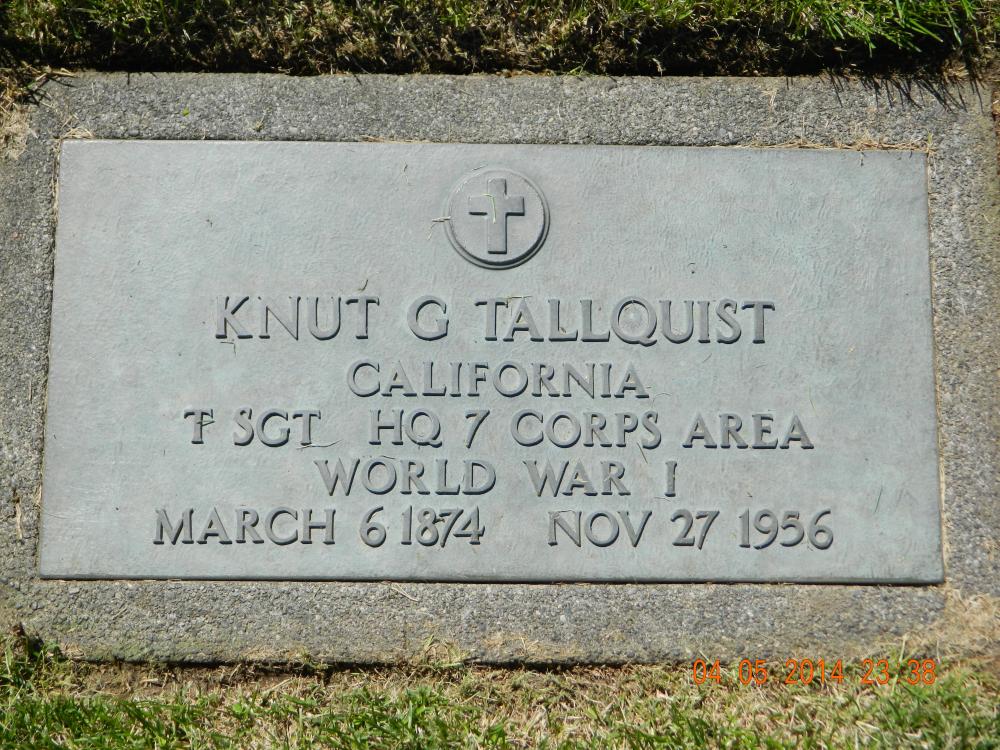 KNUT G TALLQUIST
CALIFORNIA
T SGT HQ 7 CORPS AREA
WORLD WAR I
MARCH 6 1874 NOV 27 1956
04 05 2014 23 38